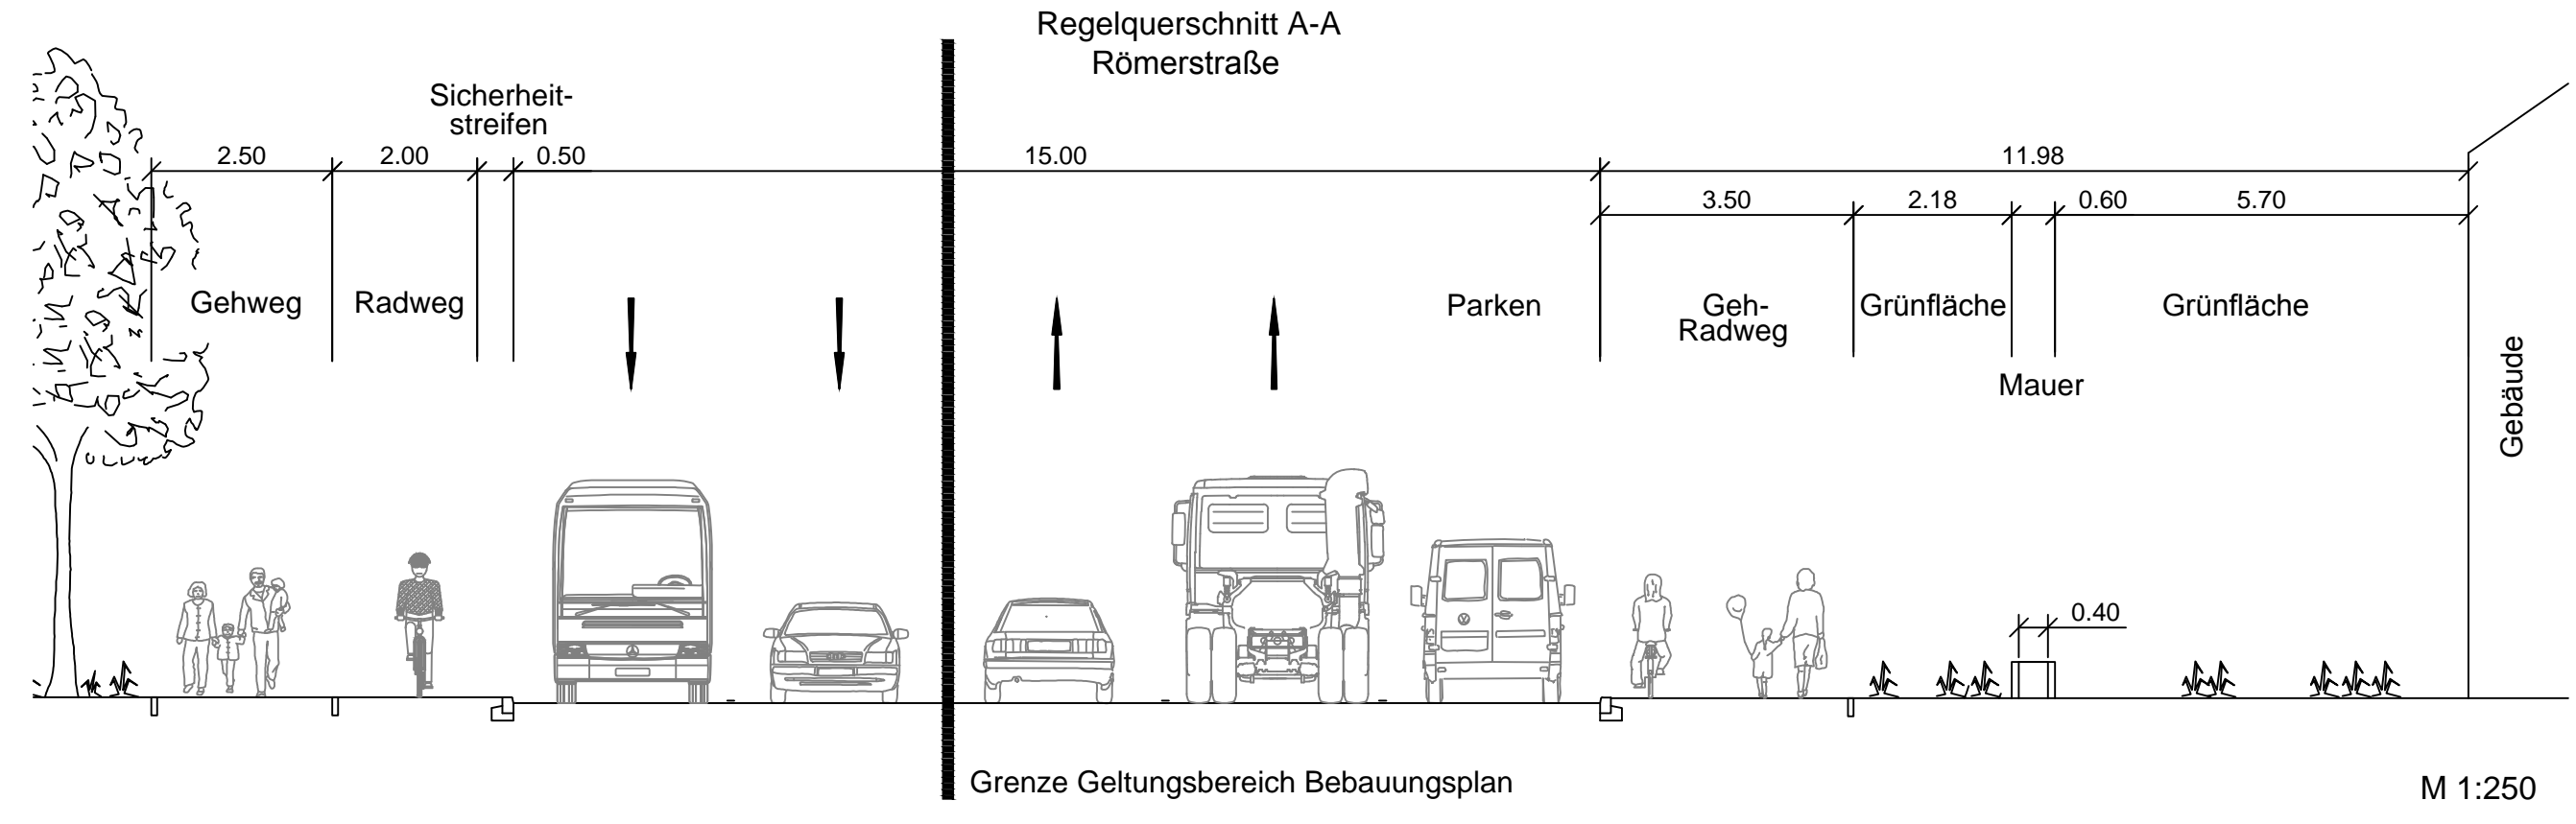 Regelquerschnitt A-A
Römerstraße
Sicherheit-
streifen
2.50
2.00
0.50
15.00
11.98
3.50
2.18
0.60
5.70
Gehweg
Radweg
Parken
Geh-
Radweg
Grünfläche
Mauer
Grünfläche
Gebäude
0.40
Grenze Geltungsbereich Bebauungsplan
M 1:250